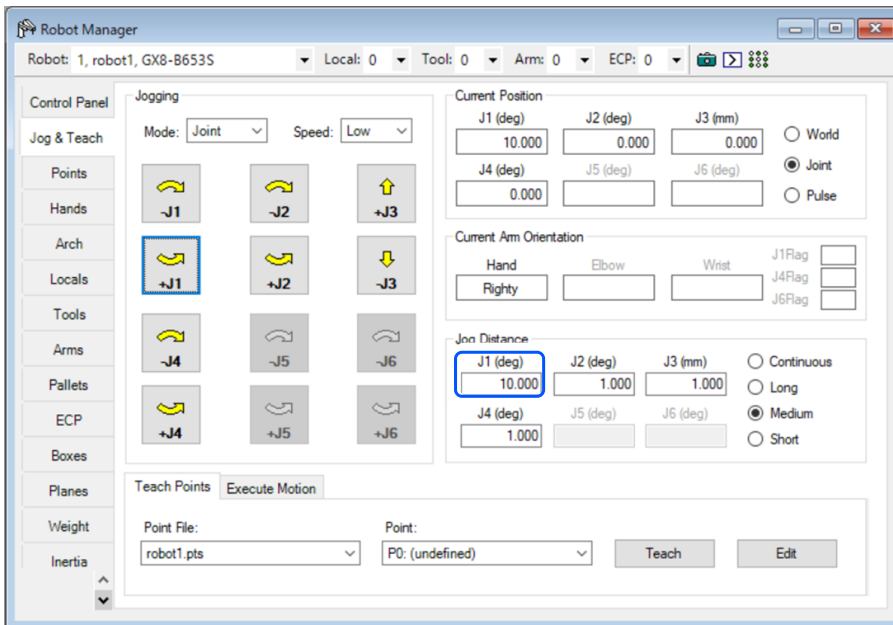 Robot Manager
Robot: 1, robot1, GX8-B653S Local: 0 Tool: 0 Arm: 0 ECP: 0
Control Panel
Jog & Teach
Points
Hands
Arch
Locals
Tools
Arms
Pallets
ECP
Boxes
Planes
Weight
Inertia
Jogging
Mode: Joint Speed: Low
-J1 -J2 +J3
+J1 +J2 -J3
-J4 -J5 -J6
+J4 +J5 +J6
Current Position
J1 (deg) J2 (deg) J3 (mm)
10.000 0.000 0.000
J4 (deg) J5 (deg) J6 (deg)
0.000
World
Joint
Pulse
Current Arm Orientation
Hand Elbow Wrist
Righty
J1Flag
J4Flag
J6Flag
Jog Distance
J1 (deg) J2 (deg) J3 (mm)
10.000 1.000 1.000
J4 (deg) J5 (deg) J6 (deg)
1.000
Continuous
Long
Medium
Short
Teach Points Execute Motion
Point File: Point:
robot1.pts P0: (undefined) Teach Edit